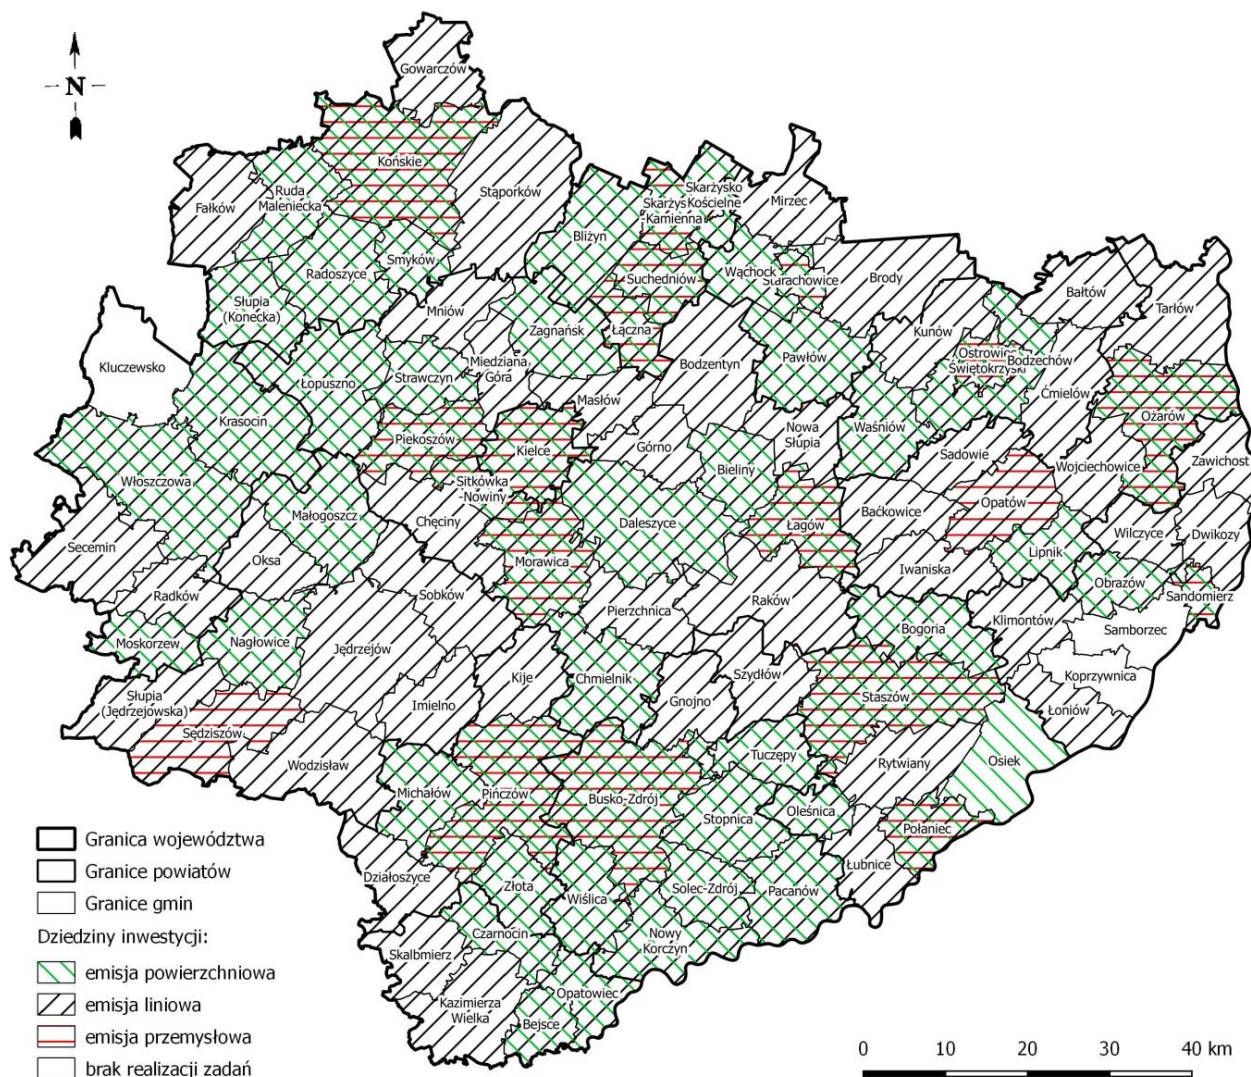 Gowarczów
N
Końskie
Stąporków
Fałków
Ruda
Maleniecka
Skarżysko
Kościelne
Skarżysko
-Kamienna
Mirzec
Bliżyn
Radoszyce
Smyków
Suchedniów
Wąchock
Starachowice
Brody
Bałtów
Tarłów
Słupia
(Konecka)
Mniów
Zagnańsk
Łączna
Kunów
Kluczewsko
Łopuszno
Strawczyn
Miedziana
Góra
Bodzentyn
Pawłów
Ostrowiec
Świętokrzyski
Bodzechów
Ćmielów
Ożarów
Krasocin
Masłów
Piekoszów
Kielce
Górno
Nowa
Słupia
Waśniów
Sadowie
Wojciechowice
Zawichost
Włoszczowa
Sitkówka
-Nowiny
Bieliny
Opatów
Małogoszcz
Chęciny
Daleszyce
Łagów
Baćkowice
Wilczyce
Dwikozy
Secemin
Oksa
Morawica
Iwaniska
Lipnik
Obrazów
Sandomierz
Radków
Sobków
Pierzchnica
Raków
Klimontów
Samborzec
Moskorzew
Nagłowice
Jędrzejów
Bogoria
Kije
Chmielnik
Szydłów
Koprzywnica
Słupia
(Jędrzejowska)
Imielno
Gnojno
Staszów
Łoniów
Sędziszów
Wodzisław
Tuczępy
Rytwiany
Osiek
Michałów
Pińczów
Busko-Zdrój
Stopnica
Oleśnica
Połaniec
Działoszyce
Złota
Wiślica
Solec-Zdrój
Pacanów
Łubnice
Czarnocin
Nowy
Korczyn
Skalbmierz
Kazimierza
Wielka
Opatowiec
Bejsce
Granica województwa
Granice powiatów
Granice gmin
Dziedziny inwestycji:
emisja powierzchniowa
emisja liniowa
emisja przemysłowa
brak realizacji zadań
0 10 20 30 40 km